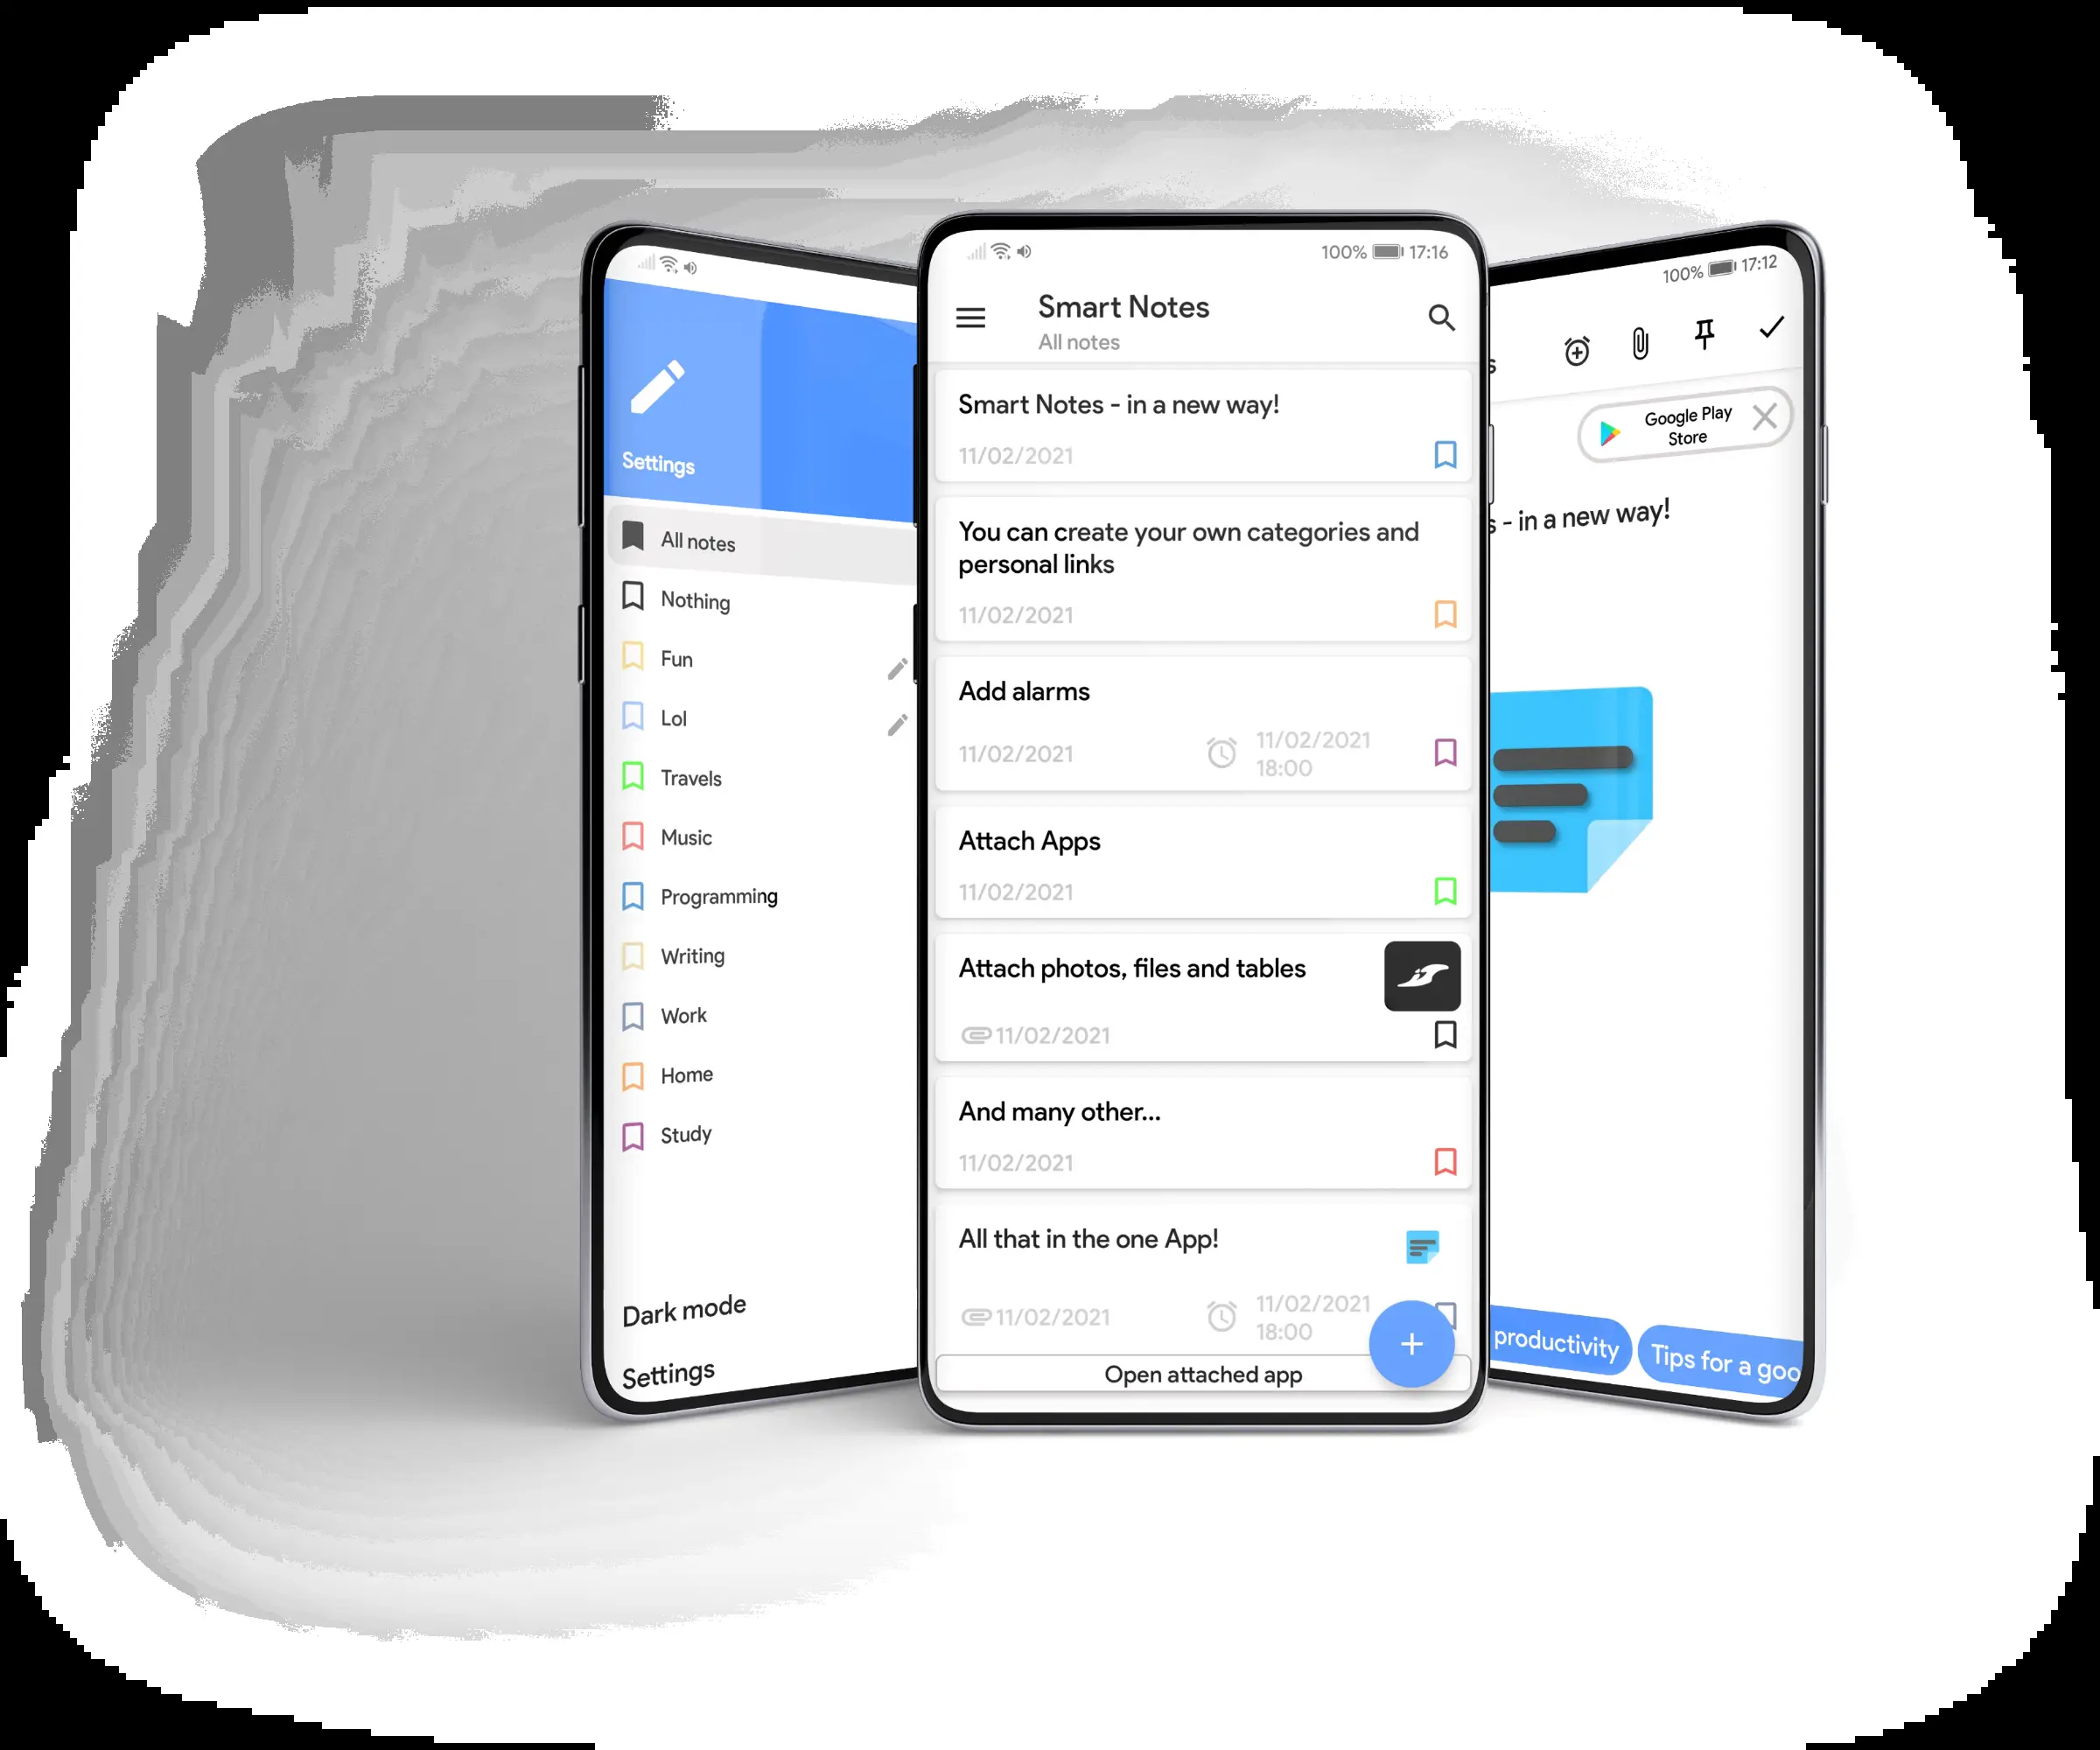 Settings
All notes
Nothing
Fun
Lol
Travels
Music
Programming
Writing
Work
Home
Study
Dark mode
Settings
100% 17:16
Smart Notes
All notes
Smart Notes - in a new way!
11/02/2021
You can create your own categories and
personal links
11/02/2021
Add alarms
11/02/2021
11/02/2021
18:00
Attach Apps
11/02/2021
Attach photos, files and tables
11/02/2021
And many other...
11/02/2021
All that in the one App!
11/02/2021
11/02/2021
18:00
+
Open attached app
100% 17:12
s
Google Play
Store
s - in a new way!
productivity
Tips for a goo